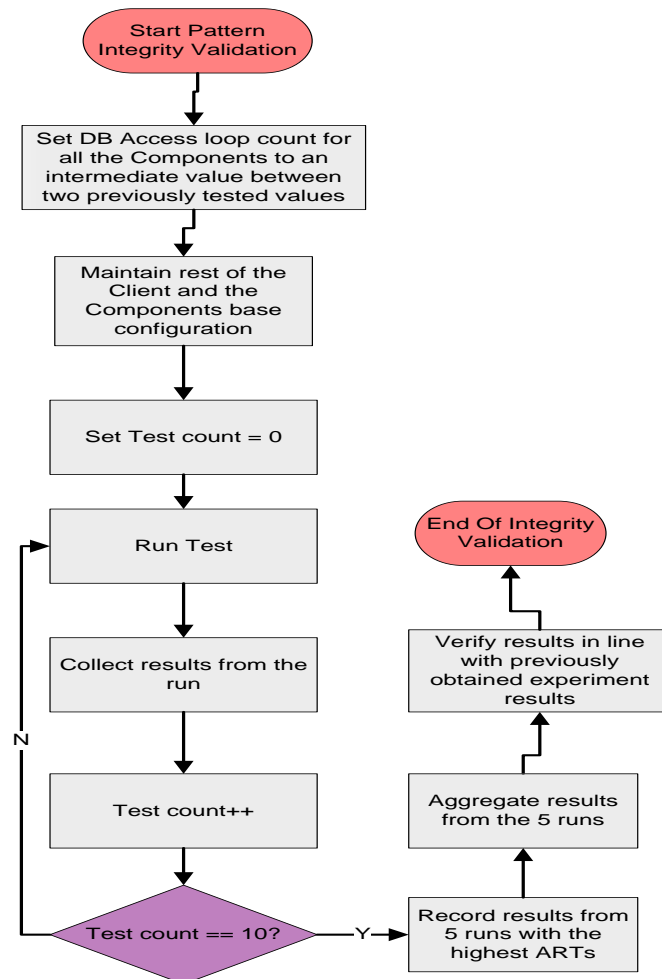 Start Pattern
Integrity Validation
Set DB Access loop count for
all the Components to an
intermediate value between
two previously tested values
Maintain rest of the
Client and the
Components base
configuration
Set Test count = 0
Run Test
Collect results from the
run
Test count++
Test count == 10?
N
Y
Record results from
5 runs with the
highest ARTs
Aggregate results
from the 5 runs
Verify results in line
with previously
obtained experiment
results
End Of Integrity
Validation